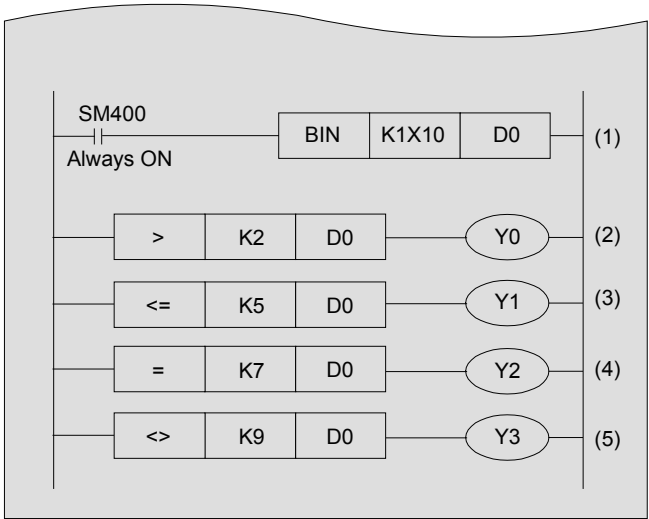 SM400
BIN K1X10 D0 (1)
Always ON
> K2 D0 Y0 (2)
<= K5 D0 Y1 (3)
= K7 D0 Y2 (4)
<> K9 D0 Y3 (5)